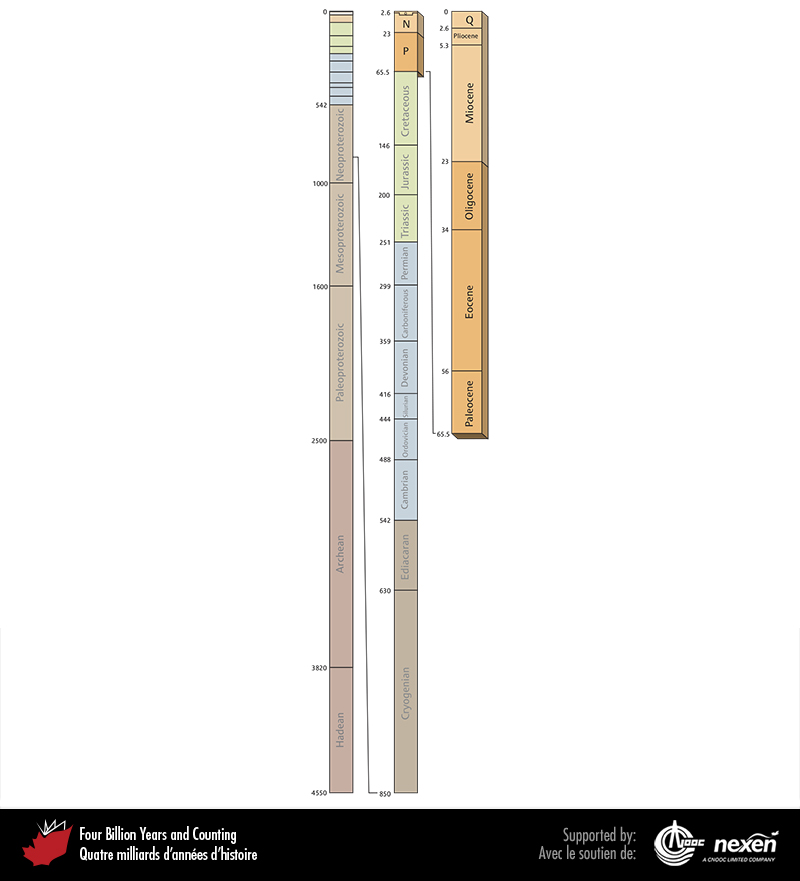 0
542
Neoproterozoic
1000
Mesoproterozoic
1600
Paleoproterozoic
2500
Archean
3820
Hadean
4550
2.6
N
23
P
65.5
Cretaceous
146
Jurassic
200
Triassic
251
Permian
299
Carboniferous
359
Devonian
416
Silurian
444
Ordovician
488
Cambrian
542
Ediacaran
630
Cryogenian
850
0
Q
2.6
Pliocene
5.3
Miocene
23
Oligocene
34
Eocene
56
Paleocene
65.5
Four Billion Years and Counting
Quatre milliards d'années d'histoire
Supported by:
Avec le soutien de:
CNOOC
nexen
A CNOOC LIMITED COMPANY